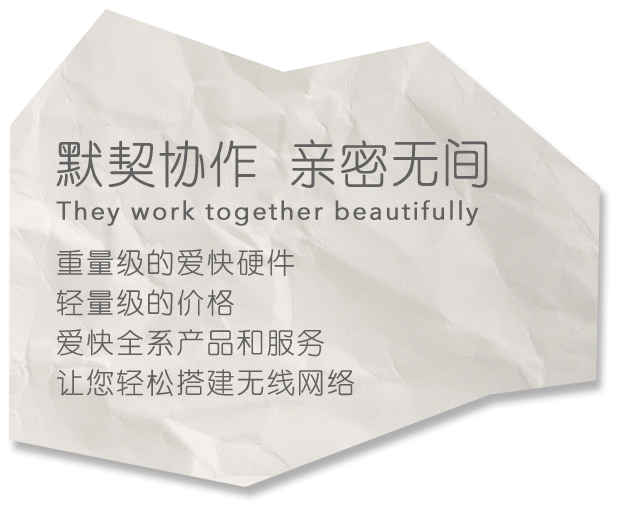 默契协作 亲密无间
They work together beautifully
重量级的爱快硬件
轻量级的价格
爱快全系产品和服务
让您轻松搭建无线网络